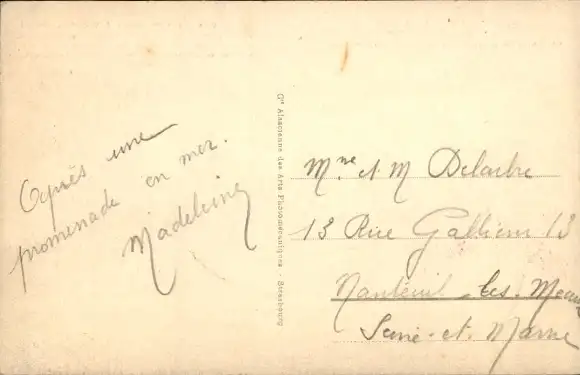 Après une
promenade en mer.
Madeleine
Cie Alsacienne des Arts Photomécaniques - Strasbourg
Mme et M Delarbre
13 Rue Gallieni 13
Nanteuil les Meaux
Seine-et-Marne